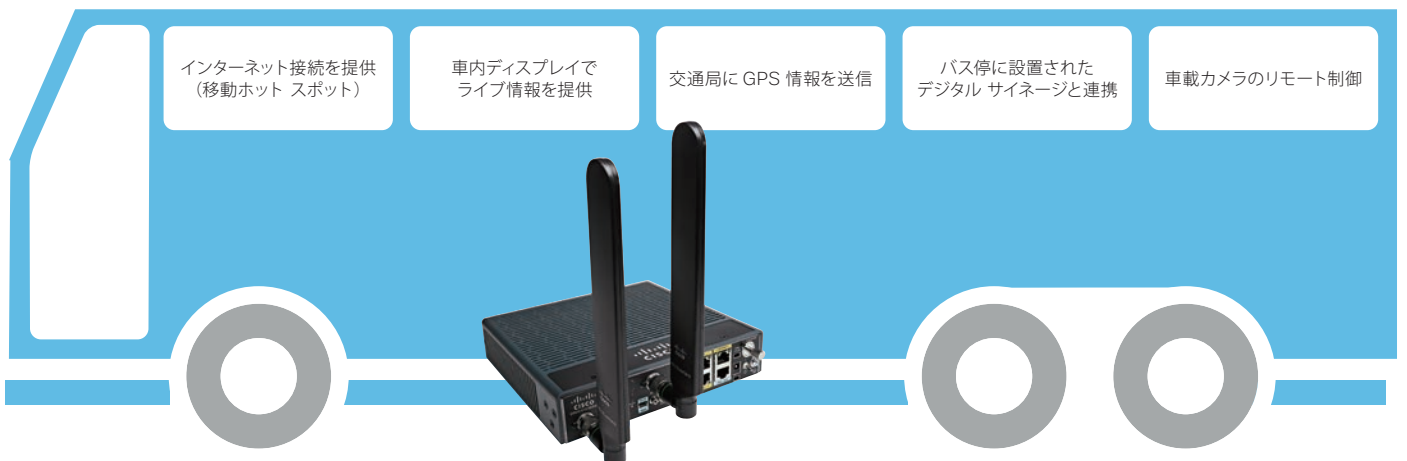 インターネット接続を提供
（移動ホット スポット）
車内ディスプレイで
ライブ情報を提供
交通局に GPS 情報を送信
バス停に設置された
デジタル サイネージと連携
車載カメラのリモート制御
CISCO
CISCO